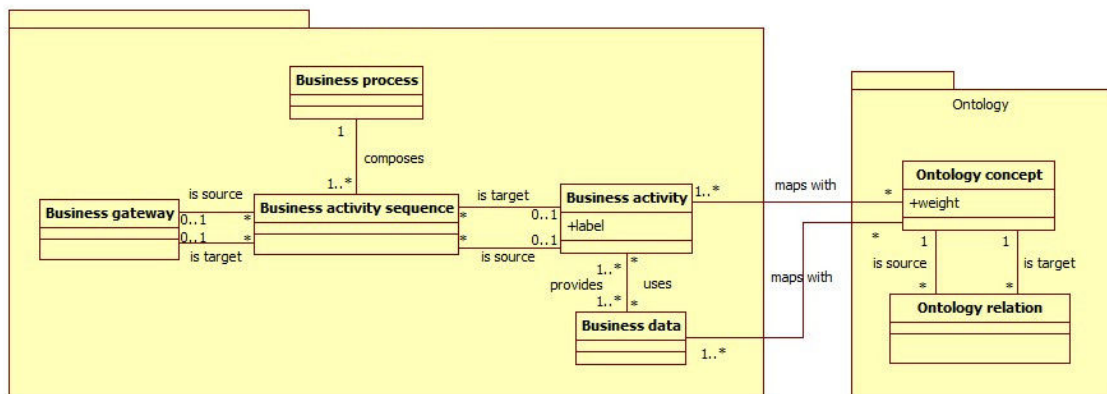 Business process
1
composes
1..*
Business gateway
is source
0..1
*
0..1
*
is target
Business activity sequence
is target
*
0..1
*
0..1
is source
Business activity
+label
1..*
maps with
*
1..*
*
provides
uses
1..*
*
Business data
1..*
maps with
*
Ontology
Ontology concept
+weight
1
1
is source
is target
*
*
Ontology relation